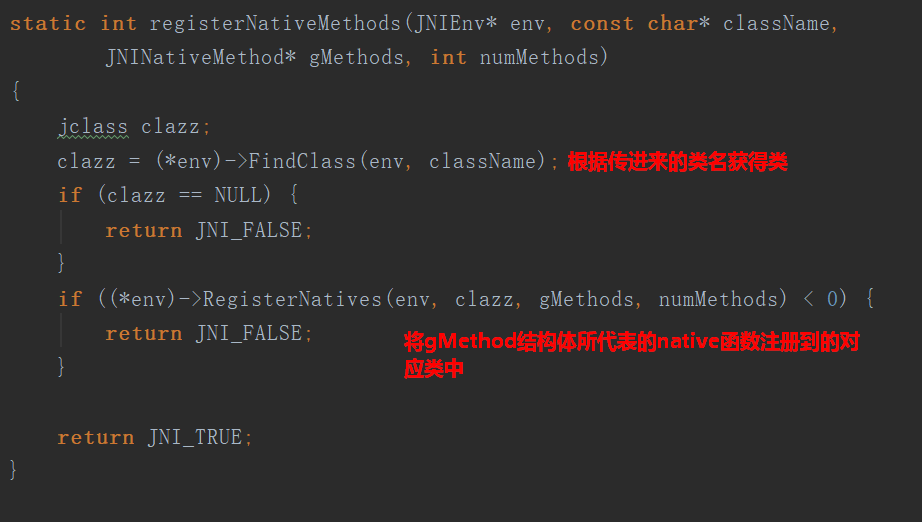 static int registerNativeMethods(JNIEnv* env, const char* className,
JNINativeMethod* gMethods, int numMethods)
{
jclass clazz;
clazz = (*env)->FindClass(env, className); 根据传进来的类名获得类
if (clazz == NULL) {
return JNI_FALSE;
}
if ((*env)->RegisterNatives(env, clazz, gMethods, numMethods) < 0) {
return JNI_FALSE;
将gMethod结构体所代表的native函数注册到的对
}
应类中
return JNI_TRUE;
}